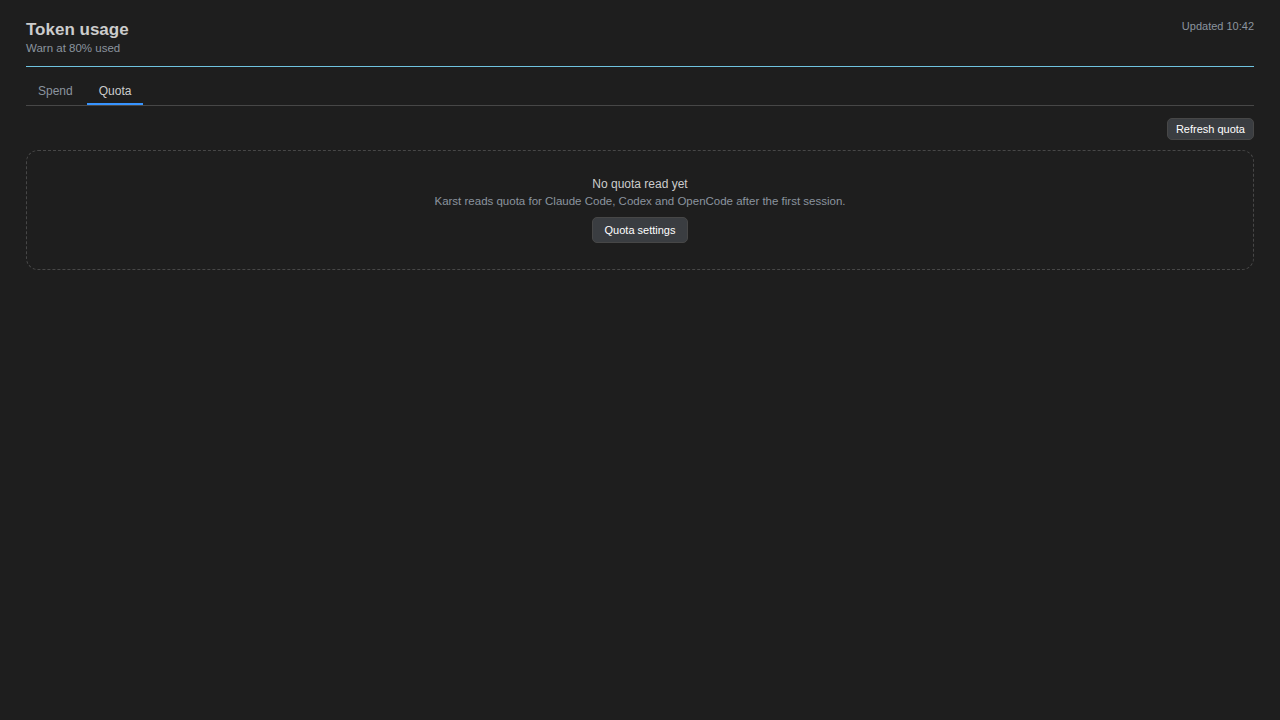 Token usage
Updated 10:42
Warn at 80% used
Spend
Quota
Refresh quota
No quota read yet
Karst reads quota for Claude Code, Codex and OpenCode after the first session.
Quota settings